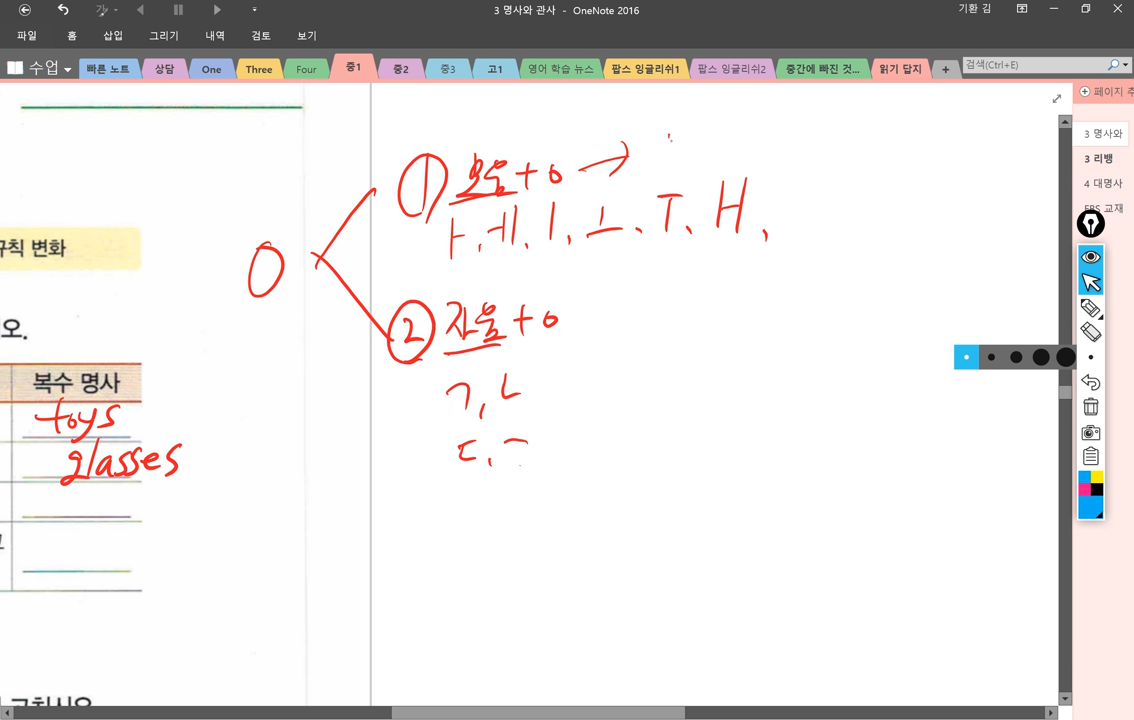 3 명사와 관사 - OneNote 2016
기환 김
파일 홈 삽입 그리기 내역 검토 보기
수업 빠른 노트 상담 One Three Four 중1 중2 중3 고1 영어 학습 뉴스 팝스 잉글리쉬1 팝스 잉글리쉬2 중간에 빠진 것... 읽기 답지 + 검색(Ctrl+E)
페이지 추
3 명사와
3 리뱅
4 대명사
EBS 교재
규칙 변화
오.
복수 명사
toys
glasses
O
① 모음 + o →
ㅏ, ㅐ, ㅣ, ㅗ, ㅜ, ㅐ,
② 자음 + o
ㄱ, ㄴ
ㄷ,
고치시오